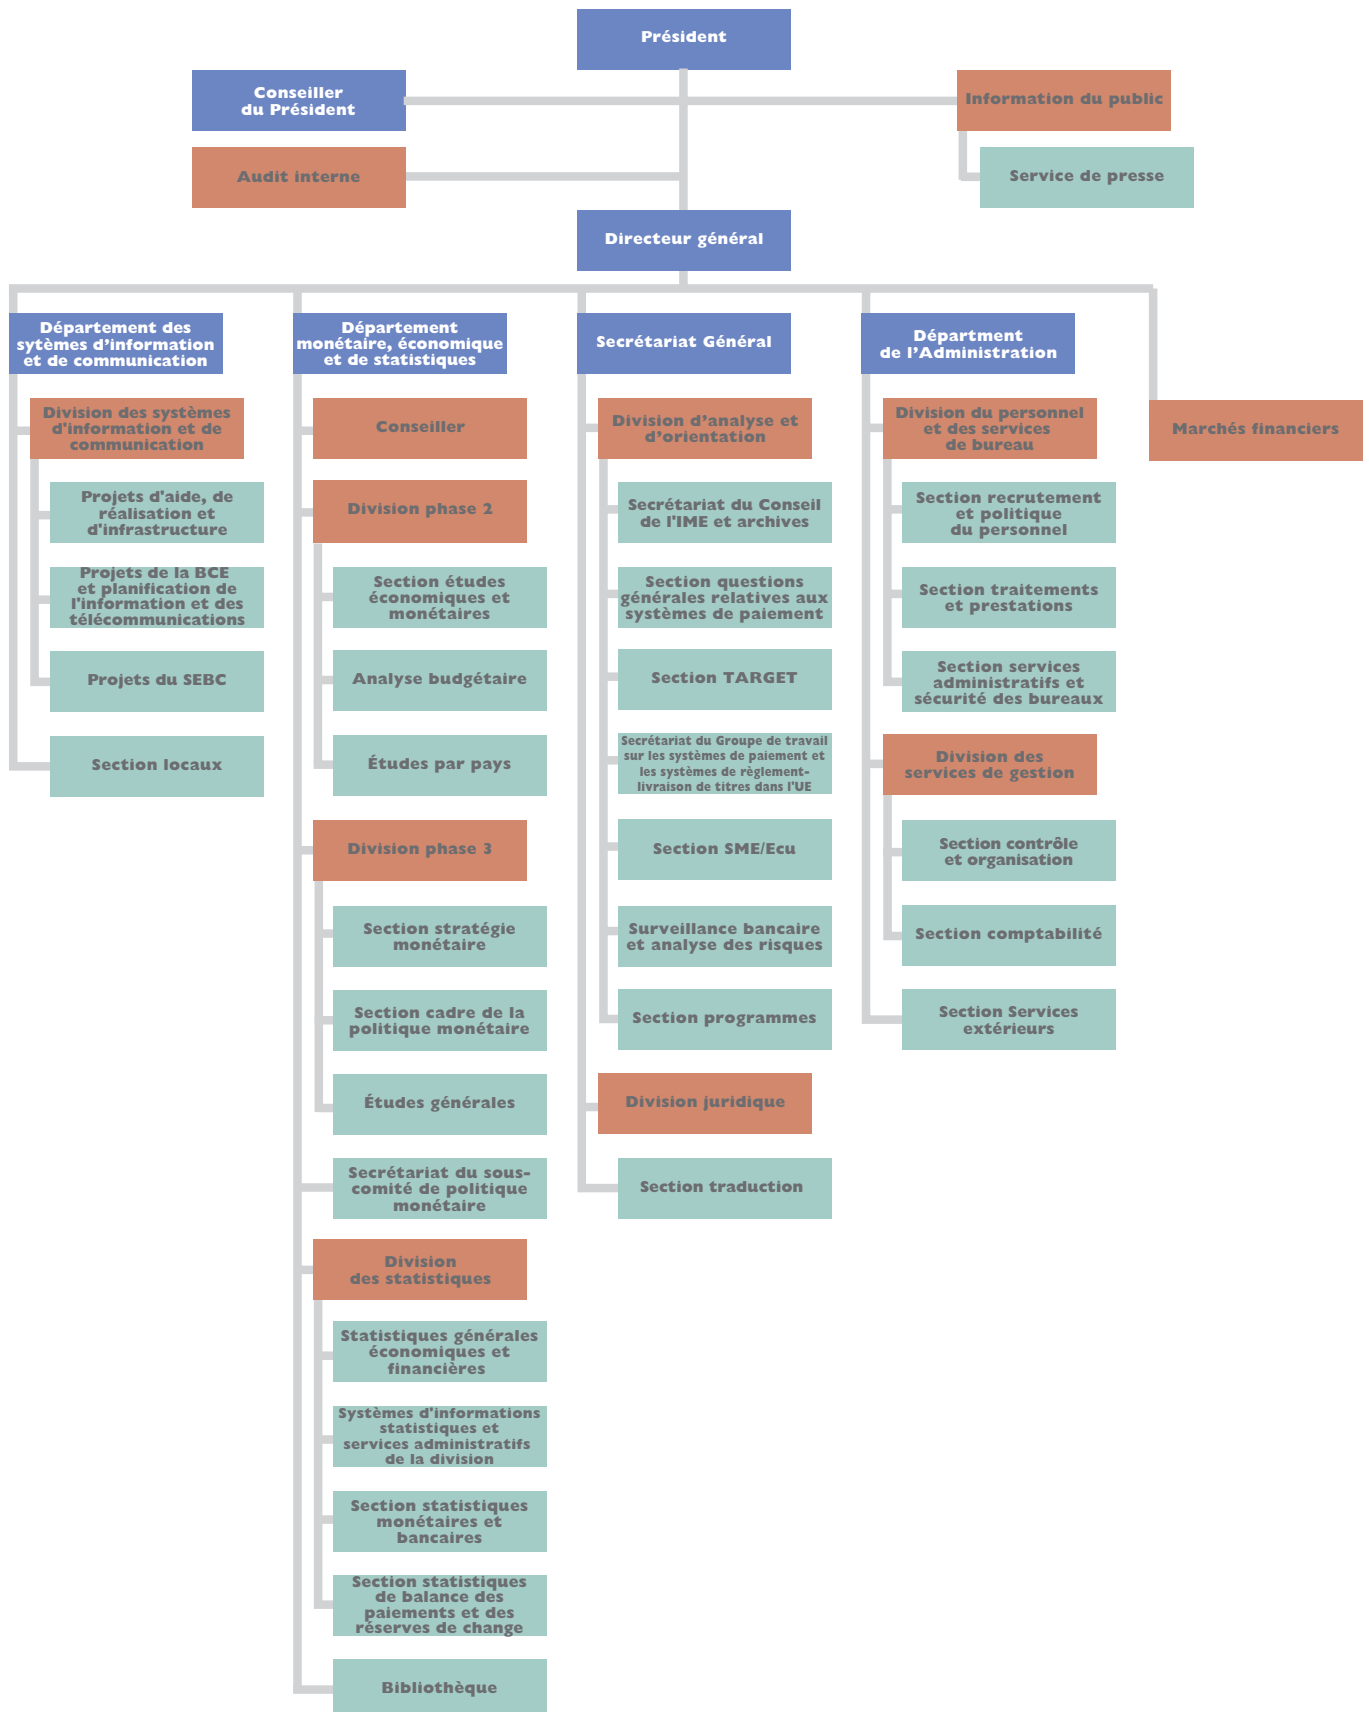 Président
Conseiller
du Président
Information du public
Audit interne
Service de presse
Directeur général
Département des
sytèmes d’information
et de communication
Division des systèmes
d'information et de
communication
Projets d'aide, de
réalisation et
d'infrastructure
Projets de la BCE
et planification de
l'information et des
télécommunications
Projets du SEBC
Section locaux
Département
monétaire, économique
et de statistiques
Conseiller
Division phase 2
Section études
économiques et
monétaires
Analyse budgétaire
Études par pays
Division phase 3
Section stratégie
monétaire
Section cadre de la
politique monétaire
Études générales
Secrétariat du sous-
comité de politique
monétaire
Division
des statistiques
Statistiques générales
économiques et
financières
Systèmes d'informations
statistiques et
services administratifs
de la division
Section statistiques
monétaires et
bancaires
Section statistiques
de balance des
paiements et des
réserves de change
Bibliothèque
Secrétariat Général
Division d’analyse et
d’orientation
Secrétariat du Conseil
de l'IME et archives
Section questions
générales relatives aux
systèmes de paiement
Section TARGET
Secrétariat du Groupe de travail
sur les systèmes de paiement et
les systèmes de règlement-
livraison de titres dans l'UE
Section SME/Ecu
Surveillance bancaire
et analyse des risques
Section programmes
Division juridique
Section traduction
Départment
de l’Administration
Division du personnel
et des services
de bureau
Section recrutement
et politique
du personnel
Section traitements
et prestations
Section services
administratifs et
sécurité des bureaux
Division des
services de gestion
Section contrôle
et organisation
Section comptabilité
Section Services
extérieurs
Marchés financiers